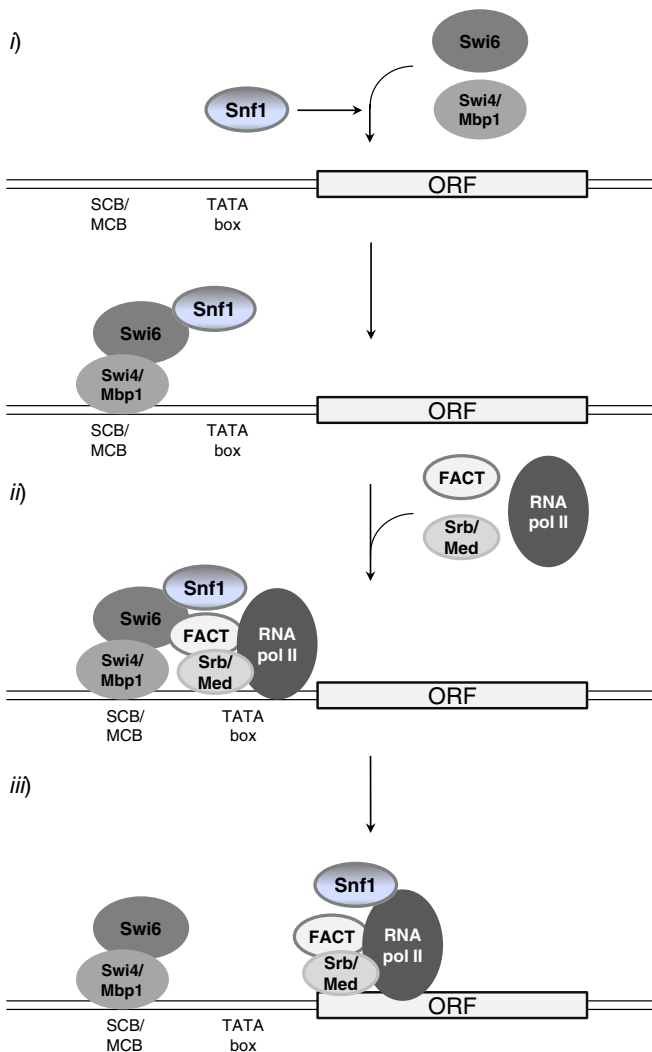 i)
Swi6
Snf1
Swi4/
Mbp1
ORF
SCB/
MCB
TATA
box
Snf1
Swi6
Swi4/
Mbp1
ORF
SCB/
MCB
TATA
box
ii)
FACT
RNA
pol II
Srb/
Med
Snf1
Swi6
FACT
RNA
pol II
Swi4/
Mbp1
Srb/
Med
ORF
SCB/
MCB
TATA
box
iii)
Snf1
Swi6
FACT
RNA
pol II
Swi4/
Mbp1
Srb/
Med
ORF
SCB/
MCB
TATA
box